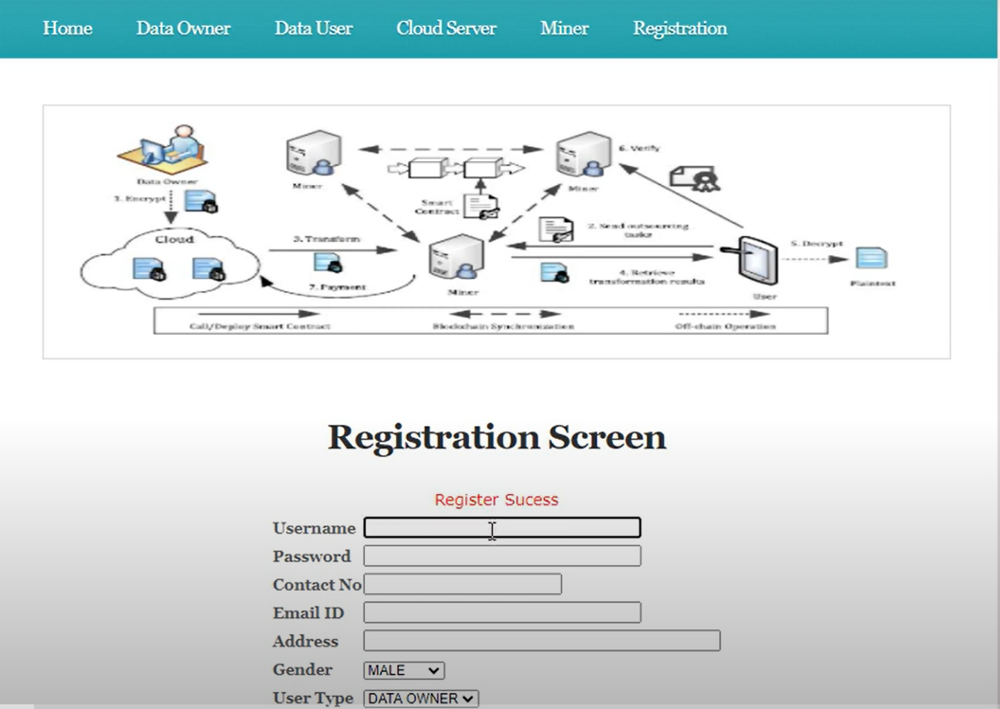 Home Data Owner Data User Cloud Server Miner Registration
6. Verify
Data Owner
Miner
Miner
1. Encrypt
Smart
Contract
Cloud
3. Transform
2. Send outsourcing
tasks
5. Decrypt
7. Payment
4. Retrieve
transformation results
Miner
User
Plaintext
Call/Deploy Smart Contract
Blockchain Synchronization
Off-chain Operation
Registration Screen
Register Sucess
Username
Password
Contact No
Email ID
Address
Gender MALE
User Type DATA OWNER